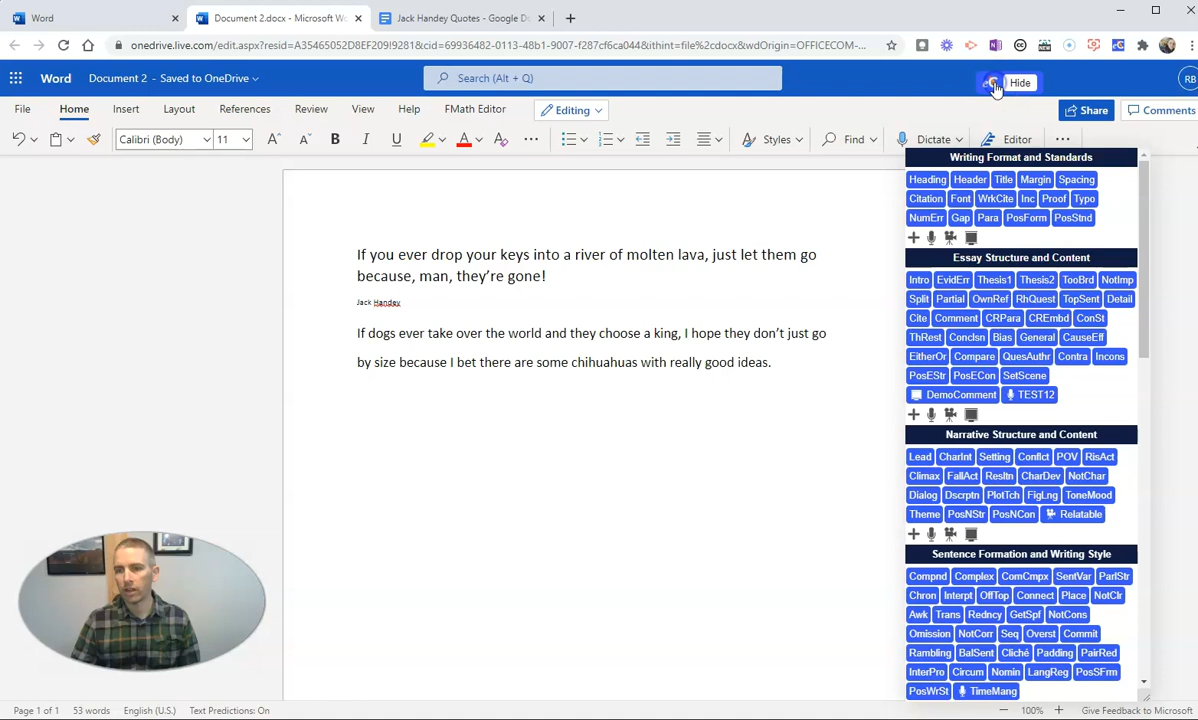 Word
Document 2.docx - Microsoft Wo
Jack Handey Quotes - Google D
onedrive.live.com/edit.aspx?resid=A35465052D8EF209!9281&cid=69936482-0113-48b1-9007-f287cf6ca044&ithint=file%2cdocx&wdOrigin=OFFICECOM-...
Word Document 2 - Saved to OneDrive
Search (Alt + Q)
Hide
RB
File Home Insert Layout References Review View Help FMath Editor Editing
Share Comments
Calibri (Body) 11 A A B I U A Styles Find Dictate Editor
Writing Format and Standards
Heading Header Title Margin Spacing
Citation Font WrkCite Inc Proof Typo
NumErr Gap Para PosForm PosStnd
Essay Structure and Content
Intro EvidErr Thesis1 Thesis2 TooBrd NotImp
Split Partial OwnRef RhQuest TopSent Detail
Cite Comment CRPara CREmbd ConSt
ThRest Conclsn Bias General CauseEff
EitherOr Compare QuesAuthr Contra Incons
PosEStr PosECon SetScene
DemoComment TEST12
Narrative Structure and Content
Lead CharInt Setting Conflct POV RisAct
Climax FallAct Resltn CharDev NotChar
Dialog Dscrptn PlotTch FigLng ToneMood
Theme PosNStr PosNCon Relatable
Sentence Formation and Writing Style
Compnd Complex ComCmpx SentVar ParlStr
Chron Interpt OffTop Connect Place NotClr
Awk Trans Redncy GetSpf NotCons
Omission NotCorr Seq Overst Commit
Rambling BalSent Cliché Padding PairRed
InterPro Circum Nomin LangReg PosSFrm
PosWrSt TimeMang
If you ever drop your keys into a river of molten lava, just let them go
because, man, they're gone!
Jack Handey
If dogs ever take over the world and they choose a king, I hope they don't just go
by size because I bet there are some chihuahuas with really good ideas.
Page 1 of 1 53 words English (U.S.) Text Predictions: On
100% Give Feedback to Microsoft